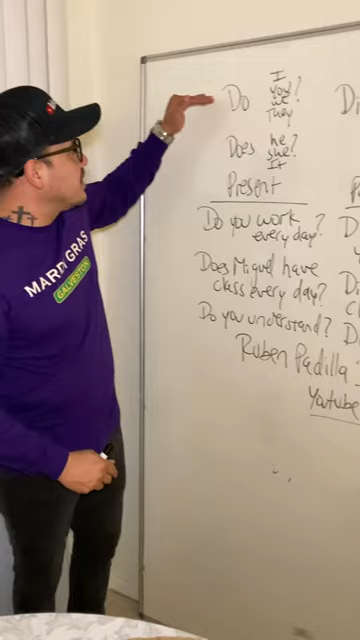 MARDI GRAS
GALVESTON
I
Do you?
we
They
Does he
she?
It
Present
Do you work
every day?
Does Miguel have
class every day?
Do you understand?
Ruben Padilla
Youtube